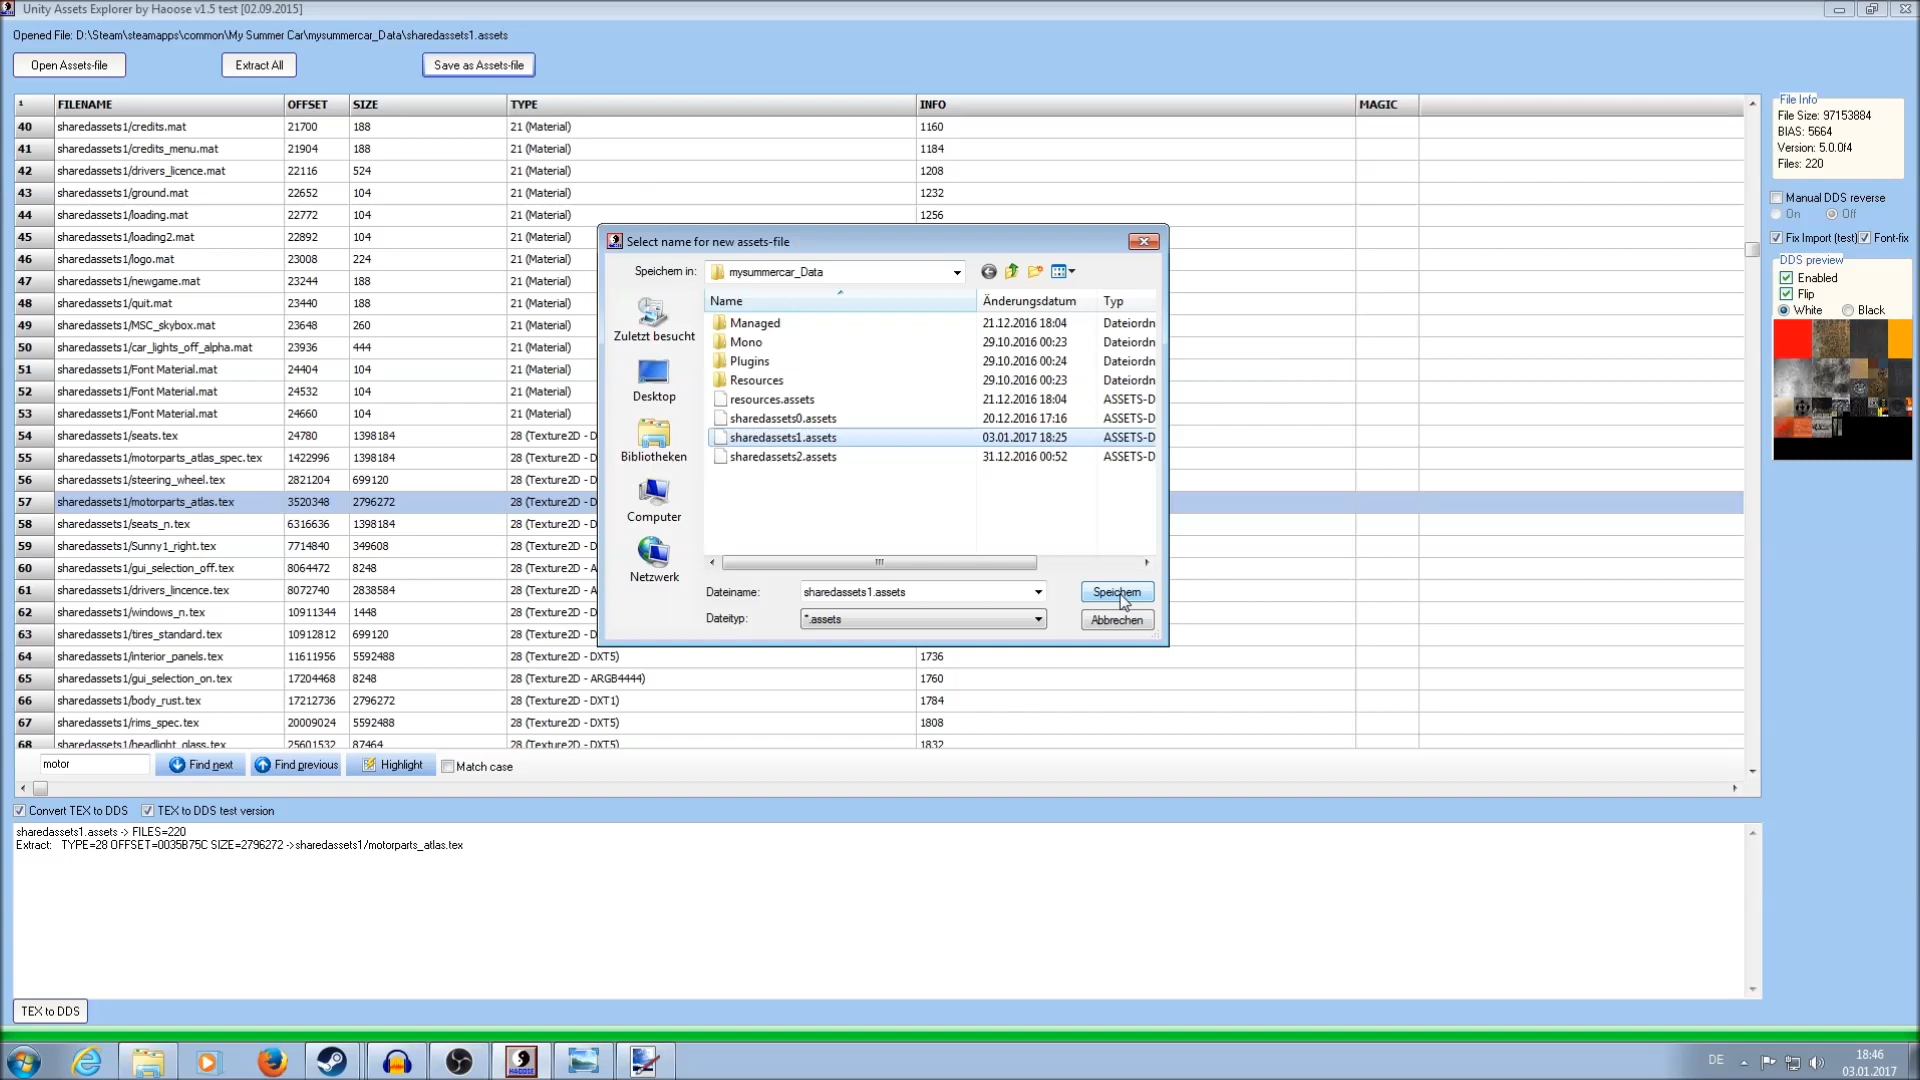 Unity Assets Explorer by Haoose v1.5 test [02.09.2015]
Opened File: D:\Steam\steamapps\common\My Summer Car\mysummercar_Data\sharedassets1.assets
Open Assets-file Extract All Save as Assets-file
1 FILENAME OFFSET SIZE TYPE INFO MAGIC
40 sharedassets1/credits.mat 21700 188 21 (Material) 1160
41 sharedassets1/credits_menu.mat 21904 188 21 (Material) 1184
42 sharedassets1/drivers_licence.mat 22116 524 21 (Material) 1208
43 sharedassets1/ground.mat 22652 104 21 (Material) 1232
44 sharedassets1/loading.mat 22772 104 21 (Material) 1256
45 sharedassets1/loading2.mat 22892 104 21 (Material)
46 sharedassets1/logo.mat 23008 224 21 (Material)
47 sharedassets1/newgame.mat 23244 188 21 (Material)
48 sharedassets1/quit.mat 23440 188 21 (Material)
49 sharedassets1/MSC_skybox.mat 23648 260 21 (Material)
50 sharedassets1/car_lights_off_alpha.mat 23936 444 21 (Material)
51 sharedassets1/Font Material.mat 24404 104 21 (Material)
52 sharedassets1/Font Material.mat 24532 104 21 (Material)
53 sharedassets1/Font Material.mat 24660 104 21 (Material)
54 sharedassets1/seats.tex 24780 1398184 28 (Texture2D - D
55 sharedassets1/motorparts_atlas_spec.tex 1422996 1398184 28 (Texture2D - D
56 sharedassets1/steering_wheel.tex 2821204 699120 28 (Texture2D - D
57 sharedassets1/motorparts_atlas.tex 3520348 2796272 28 (Texture2D - D
58 sharedassets1/seats_n.tex 6316636 1398184 28 (Texture2D - D
59 sharedassets1/Sunny1_right.tex 7714840 349608 28 (Texture2D - D
60 sharedassets1/gui_selection_off.tex 8064472 8248 28 (Texture2D - A
61 sharedassets1/drivers_lincence.tex 8072740 2838584 28 (Texture2D - D
62 sharedassets1/windows_n.tex 10911344 1448 28 (Texture2D - D
63 sharedassets1/tires_standard.tex 10912812 699120 28 (Texture2D - D
64 sharedassets1/interior_panels.tex 11611956 5592488 28 (Texture2D - DXT5) 1736
65 sharedassets1/gui_selection_on.tex 17204468 8248 28 (Texture2D - ARGB4444) 1760
66 sharedassets1/body_rust.tex 17212736 2796272 28 (Texture2D - DXT1) 1784
67 sharedassets1/rims_spec.tex 20009024 5592488 28 (Texture2D - DXT5) 1808
68 sharedassets1/headlight_glass.tex 25601532 87464 28 (Texture2D - DXT5) 1832
motor Find next Find previous Highlight Match case
Convert TEX to DDS TEX to DDS test version
sharedassets1.assets -> FILES=220
Extract: TYPE=28 OFFSET=0035B75C SIZE=2796272 ->sharedassets1/motorparts_atlas.tex
TEX to DDS
Select name for new assets-file
Speichern in: mysummercar_Data
Name Änderungsdatum Typ
Managed 21.12.2016 18:04 Dateiordn
Mono 29.10.2016 00:23 Dateiordn
Plugins 29.10.2016 00:24 Dateiordn
Resources 29.10.2016 00:23 Dateiordn
resources.assets 21.12.2016 18:04 ASSETS-D
sharedassets0.assets 20.12.2016 17:16 ASSETS-D
sharedassets1.assets 03.01.2017 18:25 ASSETS-D
sharedassets2.assets 31.12.2016 00:52 ASSETS-D
Zuletzt besucht
Desktop
Bibliotheken
Computer
Netzwerk
Dateiname: sharedassets1.assets Speichern
Dateityp: *.assets Abbrechen
File Info
File Size: 97153884
BIAS: 5664
Version: 5.0.0f4
Files: 220
Manual DDS reverse
On Off
Fix Import (test) Font-fix
DDS preview
Enabled
Flip
White Black
HAOOSE
DE 18:46
03.01.2017